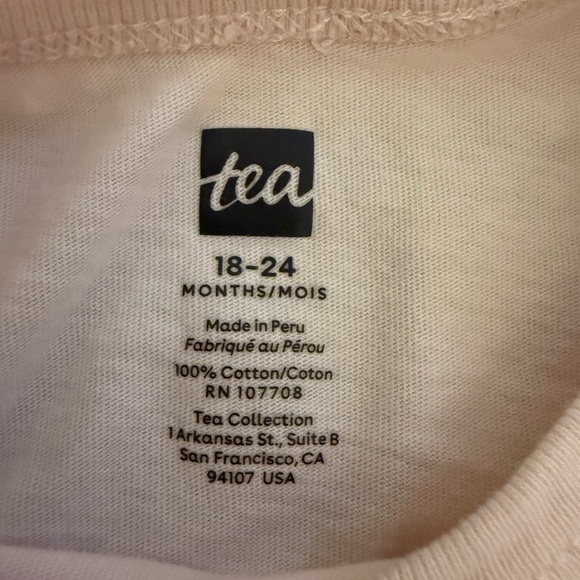 tea
18-24
MONTHS/MOIS
Made in Peru
Fabriqué au Pérou
100% Cotton/Coton
RN 107708
Tea Collection
1 Arkansas St., Suite B
San Francisco, CA
94107 USA